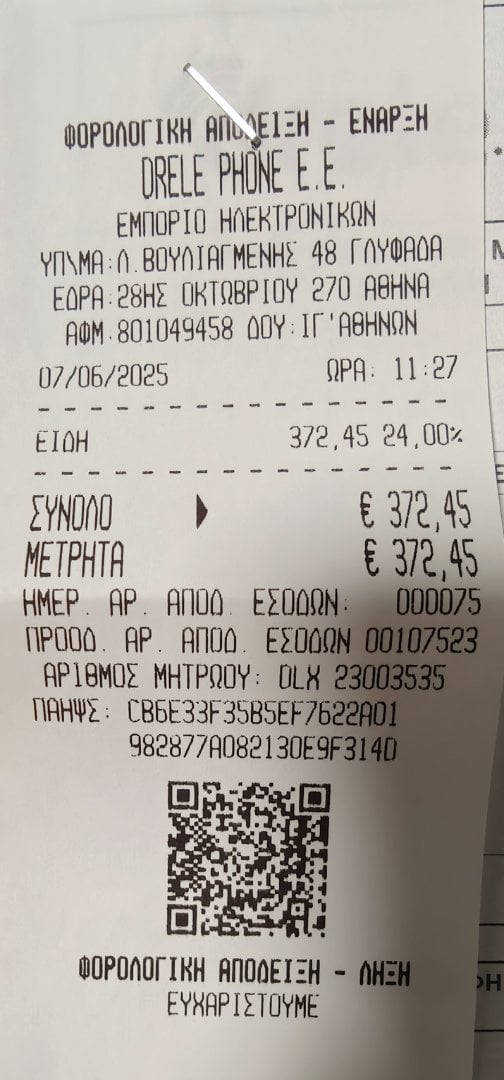 ΦΟΡΟΛΟΓΙΚΗ ΑΠΟΔΕΙΞΗ - ΕΝΑΡΞΗ
DRELE PHONE E.E.
ΕΜΠΟΡΙΟ ΗΛΕΚΤΡΟΝΙΚΩΝ
ΥΠ\ΜΑ:Λ.ΒΟΥΛΙΑΓΜΕΝΗΣ 48 ΓΛΥΦΑΔΑ
ΕΔΡΑ:28ΗΣ ΟΚΤΩΒΡΙΟΥ 270 ΑΘΗΝΑ
ΑΦΜ.801049458 ΔΟΥ:ΙΓ'ΑΘΗΝΩΝ
07/06/2025 ΩΡΑ: 11:27
ΕΙΔΗ 372,45 24,00%
ΣΥΝΟΛΟ € 372,45
ΜΕΤΡΗΤΑ € 372,45
ΗΜΕΡ. ΑΡ. ΑΠΟΔ. ΕΣΟΔΩΝ: 000075
ΠΡΟΟΔ. ΑΡ. ΑΠΟΔ. ΕΣΟΔΩΝ 00107523
ΑΡΙΘΜΟΣ ΜΗΤΡΩΟΥ: DLX 23003535
ΠΑΗΨΣ: CB6E33F35B5EF7622A01
982877A082130E9F314D
ΦΟΡΟΛΟΓΙΚΗ ΑΠΟΔΕΙΞΗ - ΛΗΞΗ
ΕΥΧΑΡΙΣΤΟΥΜΕ